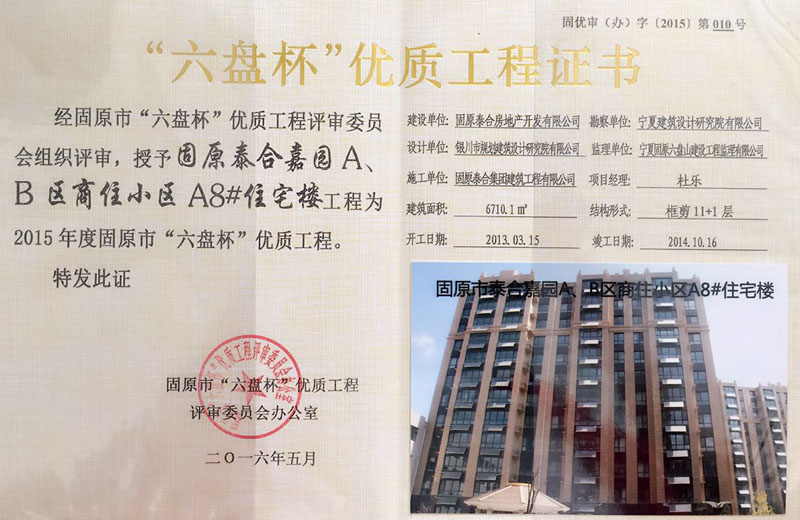 固优审（办）字〔2015〕第 010 号
“六盘杯”优质工程证书
经固原市“六盘杯”优质工程评审委员
会组织评审，授予固原泰合嘉园A、
B区商住小区A8#住宅楼工程为
2015年度固原市“六盘杯”优质工程。
特发此证
固原市“六盘杯”优质工程
评审委员会办公室
二〇一六年五月
建设单位: 固原泰合房地产开发有限公司 勘察单位: 宁夏建筑设计研究院有限公司
设计单位: 银川市规划建筑设计研究院有限公司 监理单位: 宁夏固原六盘山建设工程监理有限公司
施工单位: 固原泰合集团建筑工程有限公司 项目经理: 杜乐
建筑面积: 6710.1㎡ 结构形式: 框剪11+1层
开工日期: 2013.03.15 竣工日期: 2014.10.16
固原市泰合嘉园A、B区商住小区A8#住宅楼